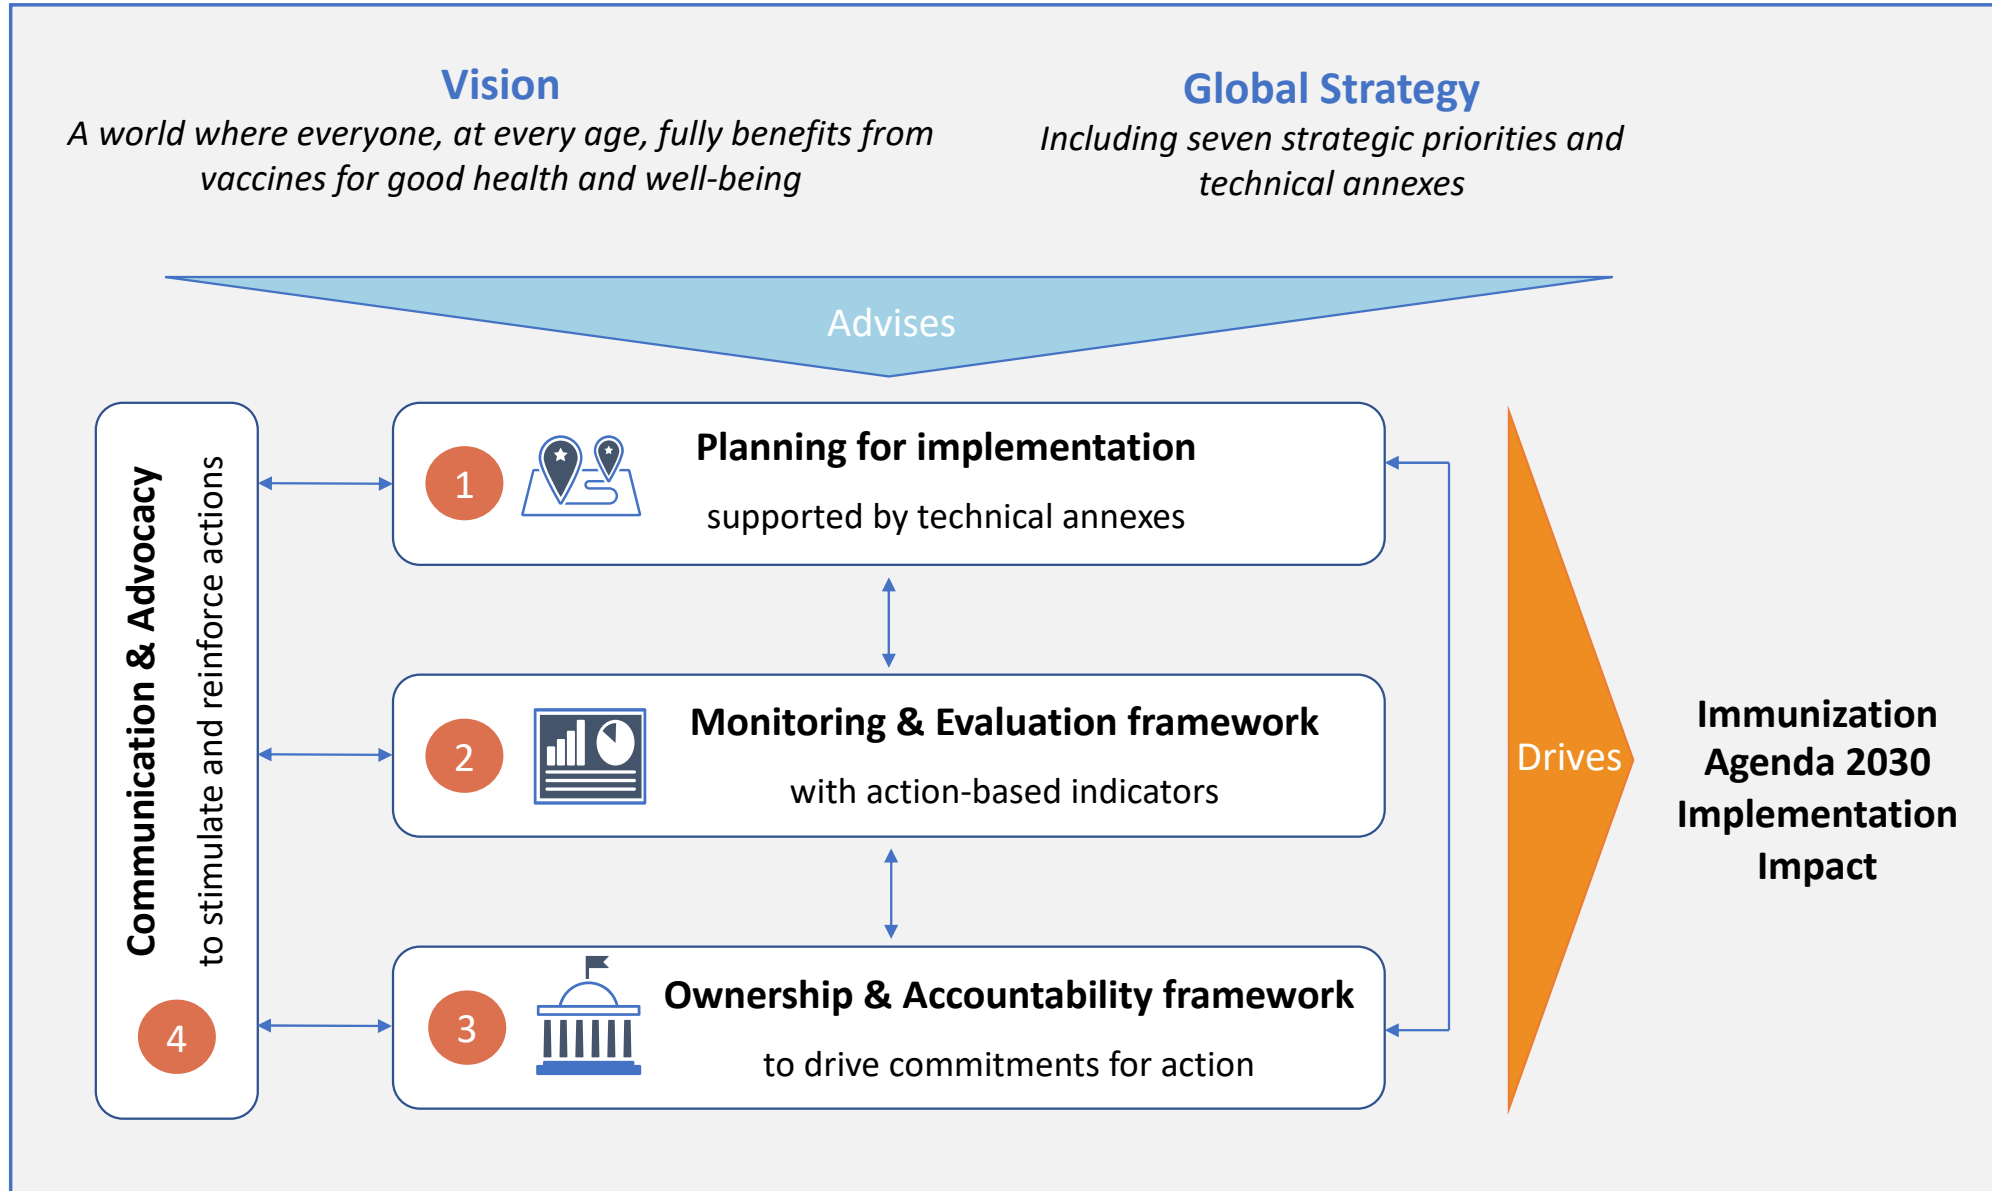 Vision
A world where everyone, at every age, fully benefits from
vaccines for good health and well-being
Global Strategy
Including seven strategic priorities and
technical annexes
Advises
1
Planning for implementation
supported by technical annexes
2
Monitoring & Evaluation framework
with action-based indicators
3
Ownership & Accountability framework
to drive commitments for action
4
Communication & Advocacy
to stimulate and reinforce actions
Drives
Immunization
Agenda 2030
Implementation
Impact